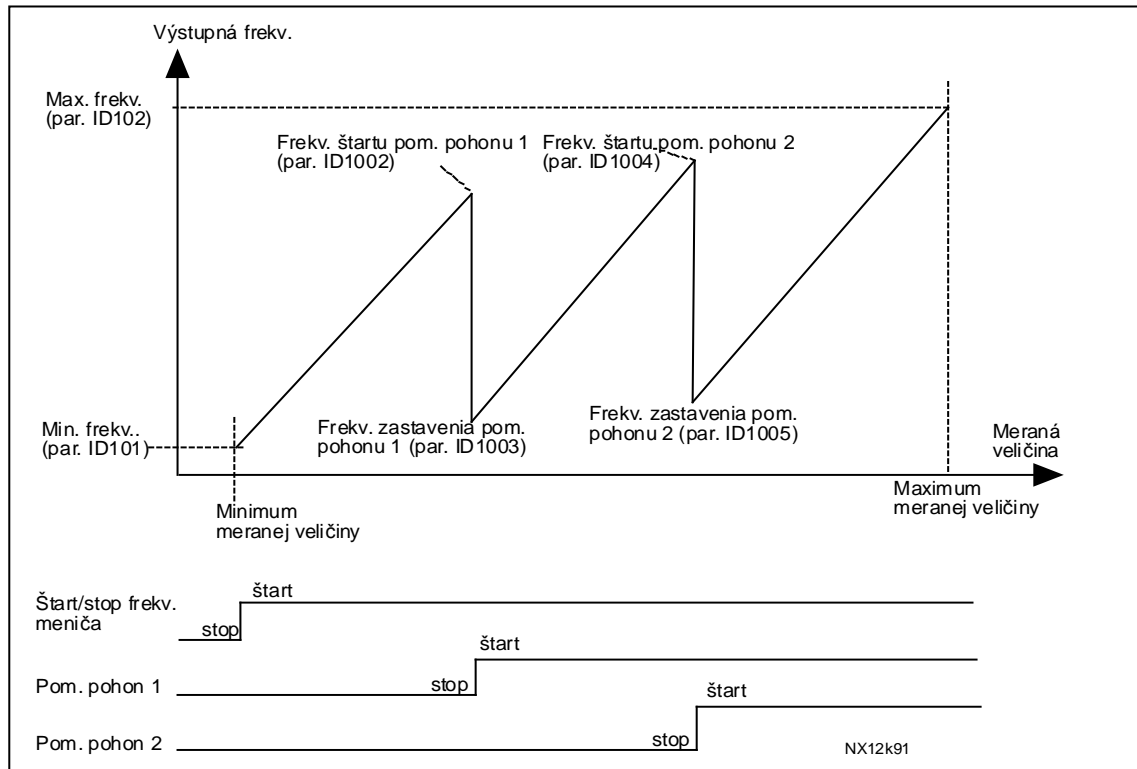 Výstupná frekv.
Max. frekv.
(par. ID102)
Frekv. štartu pom. pohonu 1
(par. ID1002)
Frekv. štartu pom. pohonu 2
(par. ID1004)
Min. frekv..
(par. ID101)
Frekv. zastavenia pom.
pohonu 1 (par. ID1003)
Frekv. zastavenia pom.
pohonu 2 (par. ID1005)
Meraná
veličina
Minimum
meranej veličiny
Maximum
meranej veličiny
Štart/stop frekv.
meniča
stop
štart
Pom. pohon 1
stop
štart
Pom. pohon 2
stop
štart
NX12k91